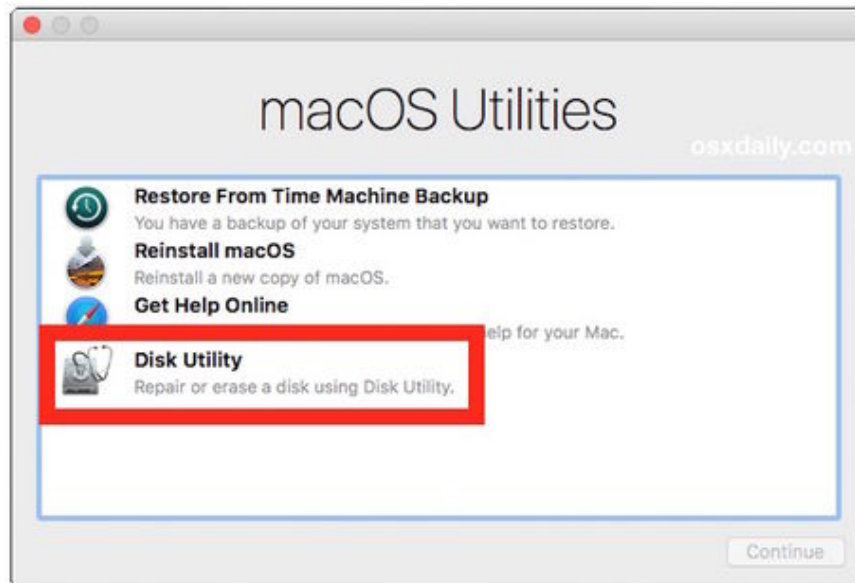 macOS Utilities
osxdaily.com
Restore From Time Machine Backup
You have a backup of your system that you want to restore.
Reinstall macOS
Reinstall a new copy of macOS.
Get Help Online
help for your Mac.
Disk Utility
Repair or erase a disk using Disk Utility.
Continue